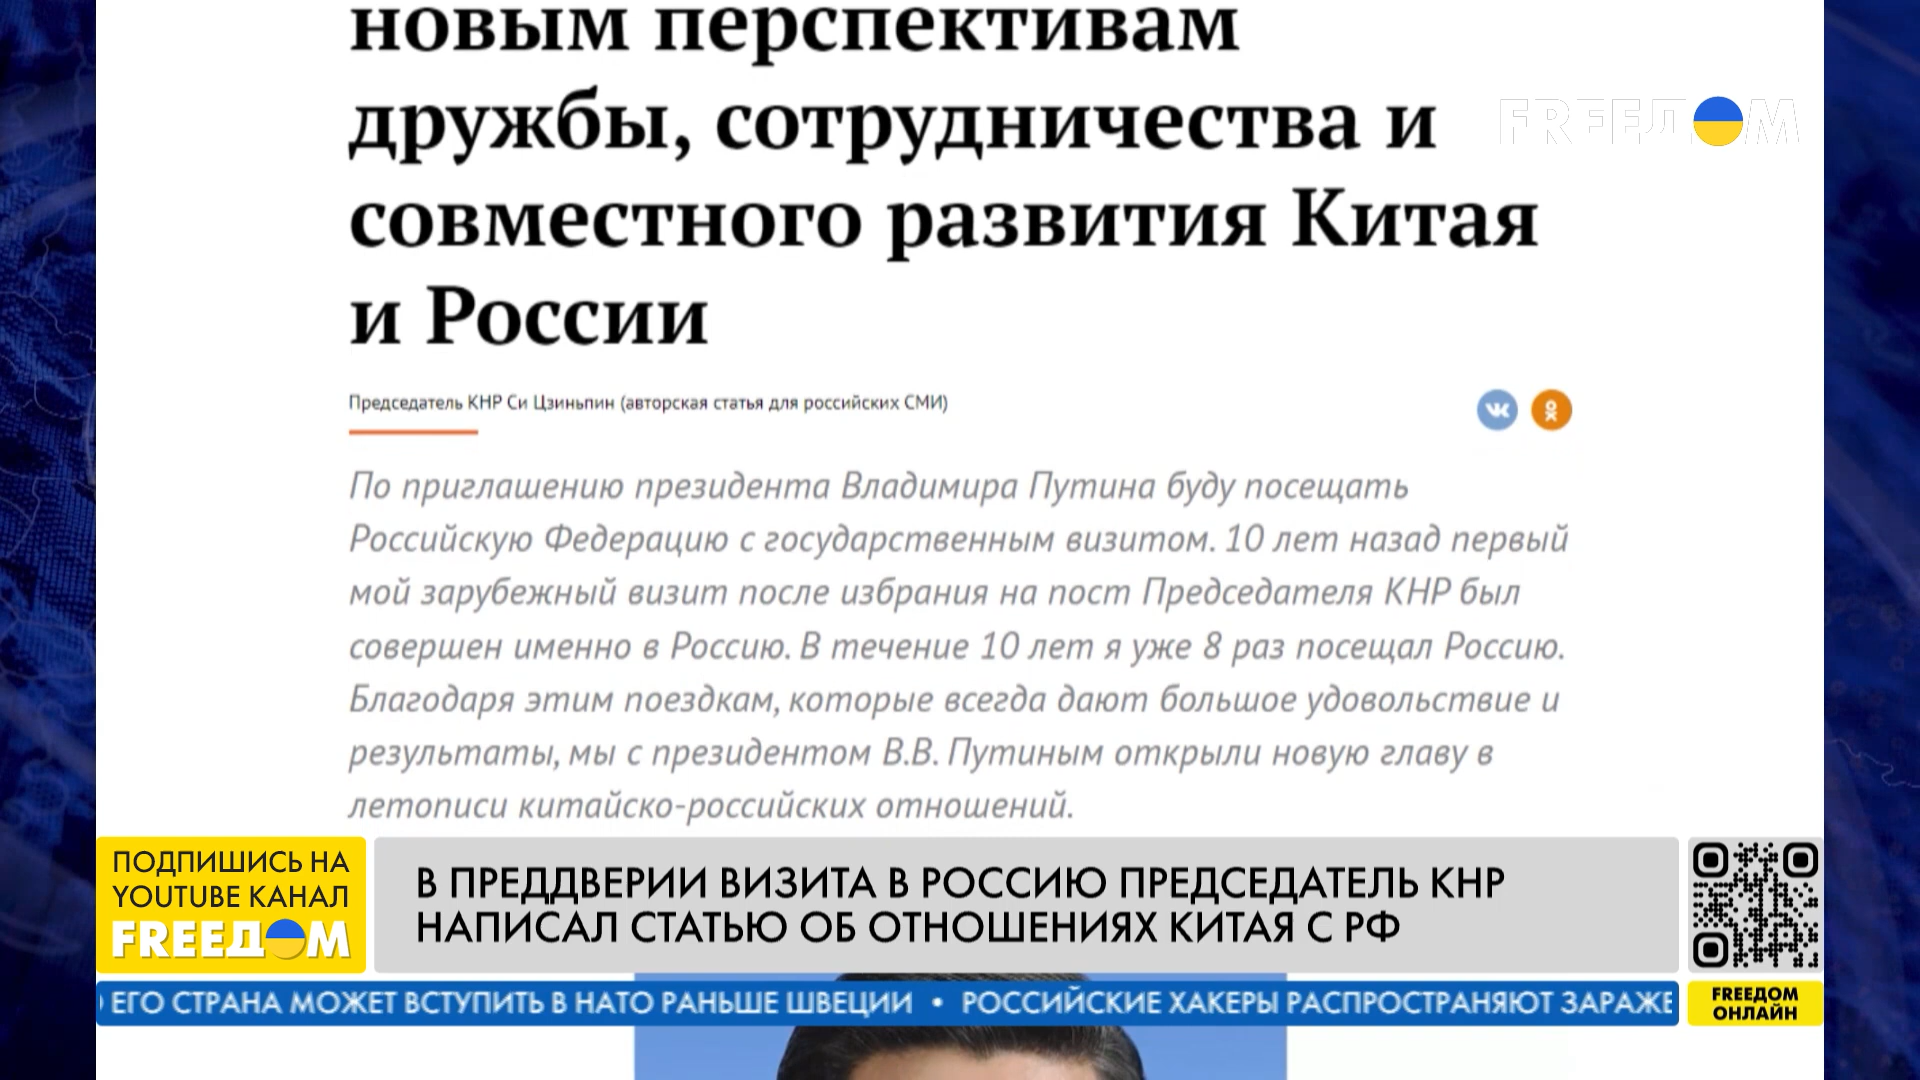 новым перспективам
дружбы, сотрудничества и
совместного развития Китая
и России
FREEДOM
Председатель КНР Си Цзиньпин (авторская статья для российских СМИ)
По приглашению президента Владимира Путина буду посещать
Российскую Федерацию с государственным визитом. 10 лет назад первый
мой зарубежный визит после избрания на пост Председателя КНР был
совершен именно в Россию. В течение 10 лет я уже 8 раз посещал Россию.
Благодаря этим поездкам, которые всегда дают большое удовольствие и
результаты, мы с президентом В.В. Путиным открыли новую главу в
летописи китайско-российских отношений.
ПОДПИШИСЬ НА
YOUTUBE КАНАЛ
FREEДOM
В ПРЕДДВЕРИИ ВИЗИТА В РОССИЮ ПРЕДСЕДАТЕЛЬ КНР
НАПИСАЛ СТАТЬЮ ОБ ОТНОШЕНИЯХ КИТАЯ С РФ
ЕГО СТРАНА МОЖЕТ ВСТУПИТЬ В НАТО РАНЬШЕ ШВЕЦИИ • РОССИЙСКИЕ ХАКЕРЫ РАСПРОСТРАНЯЮТ ЗАРАЖЕ
FREEДOM
ОНЛАЙН